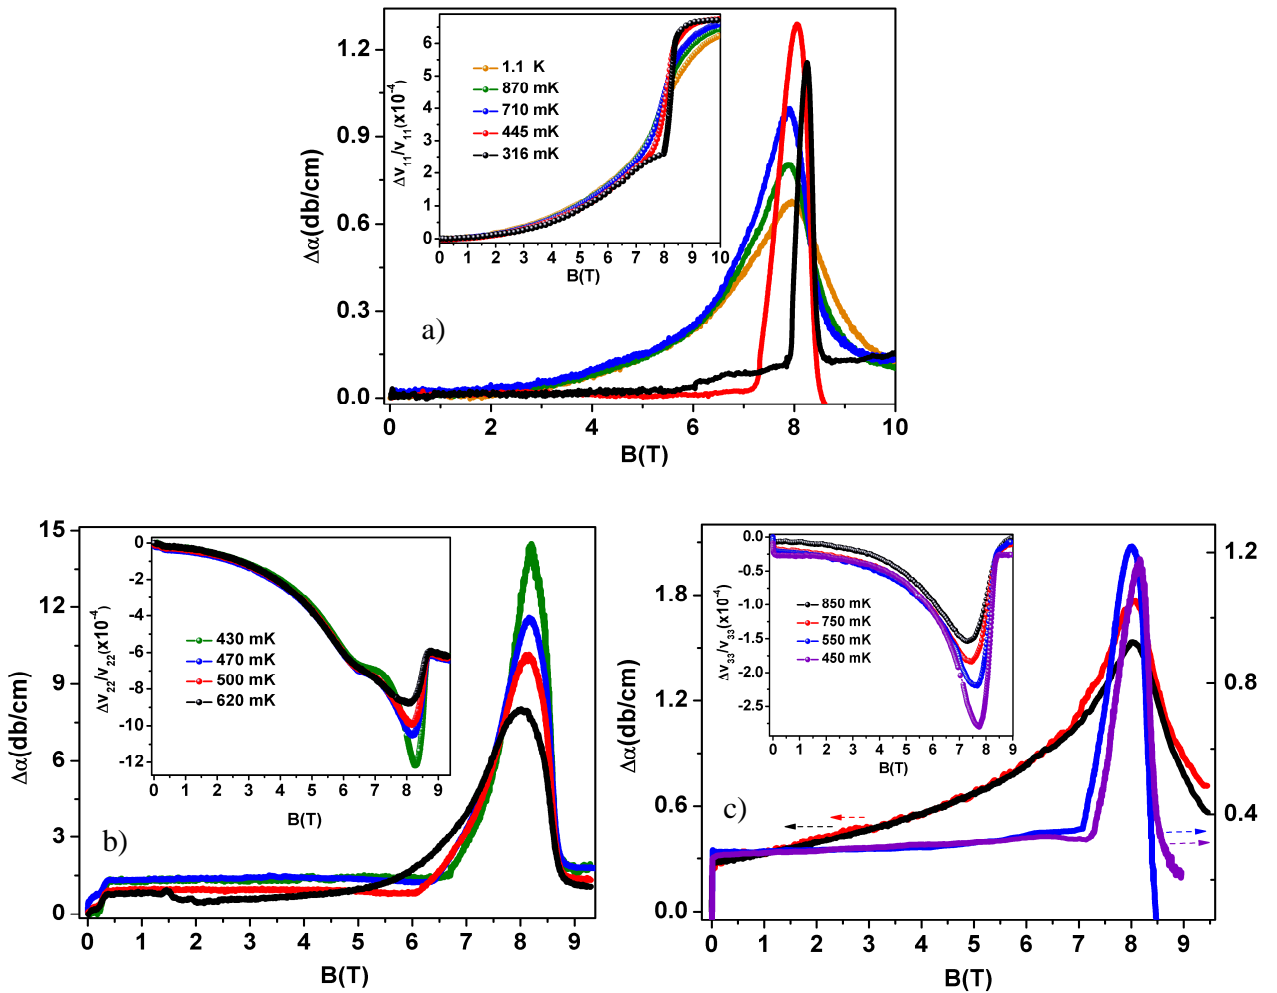 1.2
0.9
0.6
0.3
0.0
Δα(db/cm)
0 2 4 6 8 10
B(T)
a)
6
5
4
3
2
1
0
Δv11/v11(x10^-4)
0 1 2 3 4 5 6 7 8 9 10
B(T)
1.1 K
870 mK
710 mK
445 mK
316 mK
15
12
9
6
3
0
Δα(db/cm)
0 1 2 3 4 5 6 7 8 9
B(T)
b)
0
-2
-4
-6
-8
-10
-12
Δv22/v22(x10^-4)
0 1 2 3 4 5 6 7 8 9
B(T)
430 mK
470 mK
500 mK
620 mK
1.8
1.2
0.6
0.0
Δα(db/cm)
0 1 2 3 4 5 6 7 8 9
B(T)
1.2
1.0
0.8
0.6
0.4
c)
0.0
-0.5
-1.0
-1.5
-2.0
-2.5
Δv33/v33(x10^-4)
0 1 2 3 4 5 6 7 8 9
B(T)
850 mK
750 mK
550 mK
450 mK